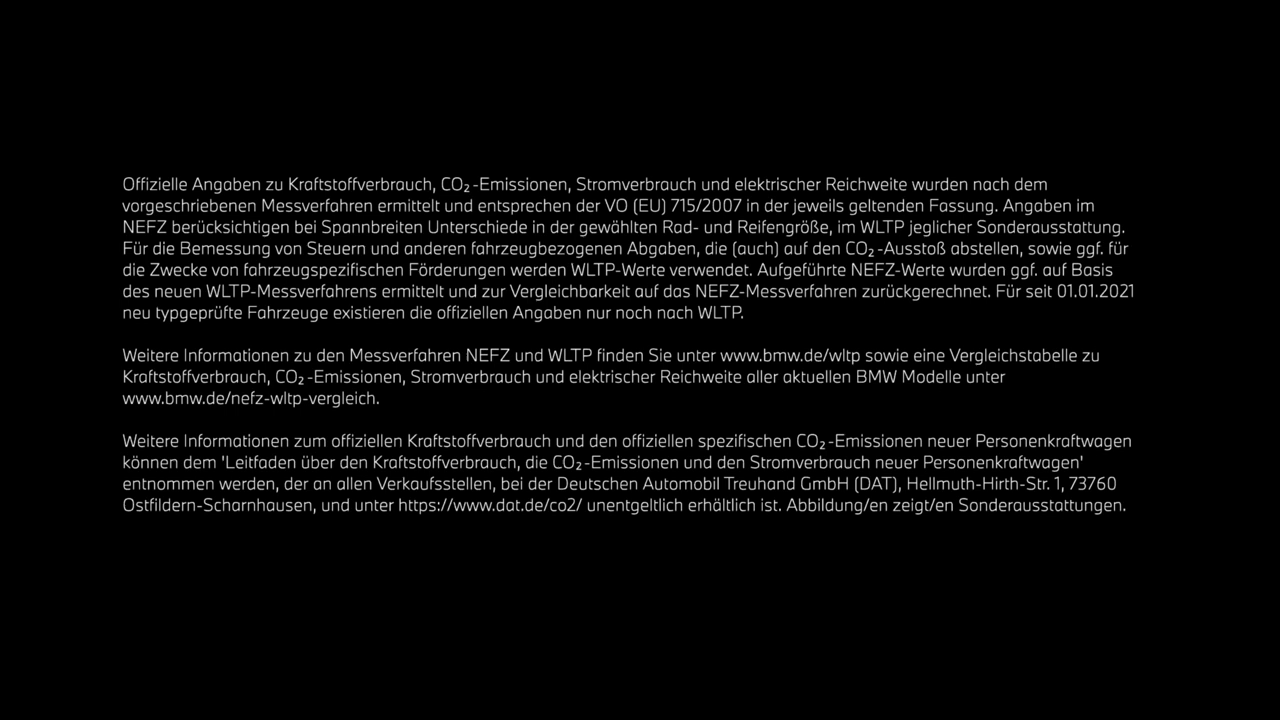 Offizielle Angaben zu Kraftstoffverbrauch, CO₂-Emissionen, Stromverbrauch und elektrischer Reichweite wurden nach dem
vorgeschriebenen Messverfahren ermittelt und entsprechen der VO (EU) 715/2007 in der jeweils geltenden Fassung. Angaben im
NEFZ berücksichtigen bei Spannbreiten Unterschiede in der gewählten Rad- und Reifengröße, im WLTP jeglicher Sonderausstattung.
Für die Bemessung von Steuern und anderen fahrzeugbezogenen Abgaben, die (auch) auf den CO₂-Ausstoß abstellen, sowie ggf. für
die Zwecke von fahrzeugspezifischen Förderungen werden WLTP-Werte verwendet. Aufgeführte NEFZ-Werte wurden ggf. auf Basis
des neuen WLTP-Messverfahrens ermittelt und zur Vergleichbarkeit auf das NEFZ-Messverfahren zurückgerechnet. Für seit 01.01.2021
neu typgeprüfte Fahrzeuge existieren die offiziellen Angaben nur noch nach WLTP.
Weitere Informationen zu den Messverfahren NEFZ und WLTP finden Sie unter www.bmw.de/wltp sowie eine Vergleichstabelle zu
Kraftstoffverbrauch, CO₂-Emissionen, Stromverbrauch und elektrischer Reichweite aller aktuellen BMW Modelle unter
www.bmw.de/nefz-wltp-vergleich.
Weitere Informationen zum offiziellen Kraftstoffverbrauch und den offiziellen spezifischen CO₂-Emissionen neuer Personenkraftwagen
können dem 'Leitfaden über den Kraftstoffverbrauch, die CO₂-Emissionen und den Stromverbrauch neuer Personenkraftwagen'
entnommen werden, der an allen Verkaufsstellen, bei der Deutschen Automobil Treuhand GmbH (DAT), Hellmuth-Hirth-Str. 1, 73760
Ostfildern-Scharnhausen, und unter https://www.dat.de/co2/ unentgeltlich erhältlich ist. Abbildung/en zeigt/en Sonderausstattungen.